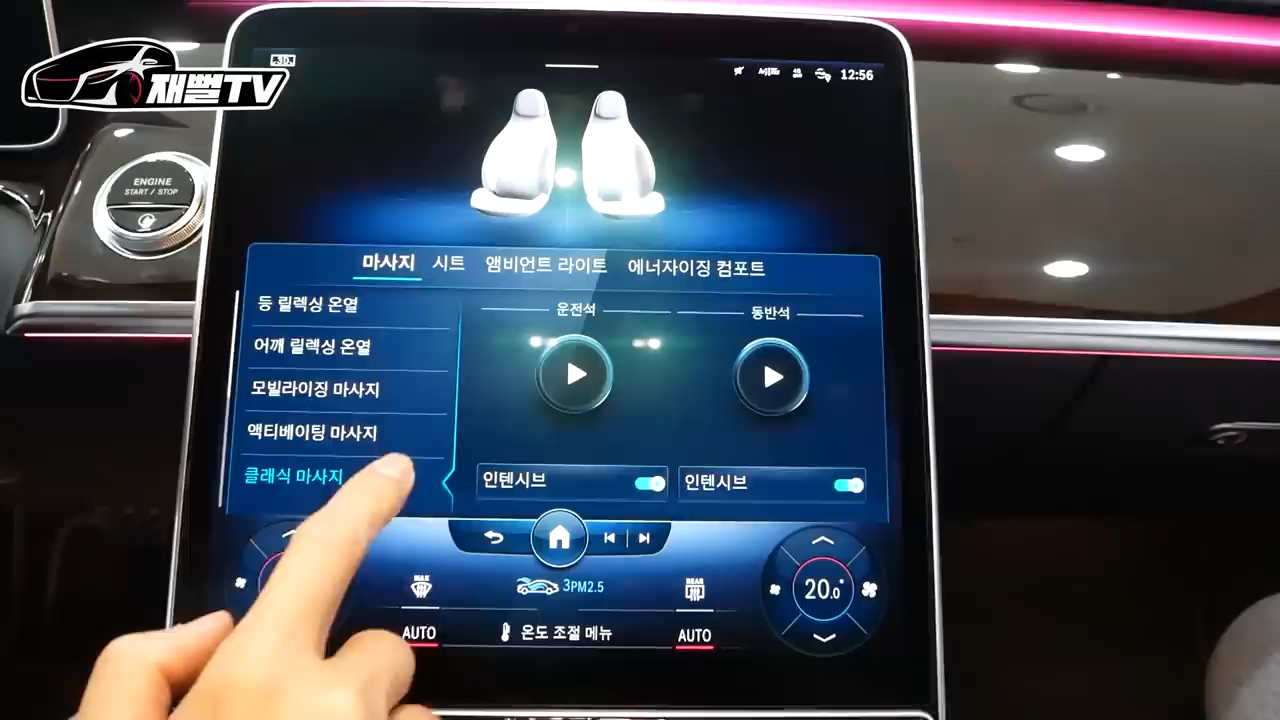 재뻘TV
12:56
ENGINE
START / STOP
마사지 시트 앰비언트 라이트 에너자이징 컴포트
등 릴렉싱 온열
어깨 릴렉싱 온열
모빌라이징 마사지
액티베이팅 마사지
클래식 마사지
운전석 동반석
인텐시브 인텐시브
MAX
3PM2.5
REAR
20.0°
AUTO
온도 조절 메뉴
AUTO